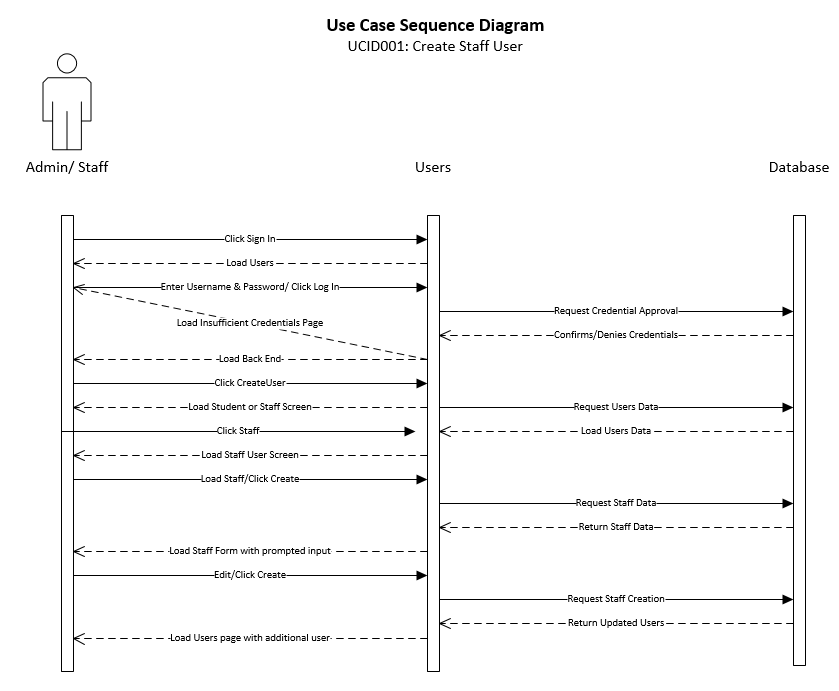 Use Case Sequence Diagram
UCID001: Create Staff User
Admin/ Staff
Users
Database
Click Sign In
Load Users
Enter Username & Password/ Click Log In
Request Credential Approval
Load Insufficient Credentials Page
Confirms/Denies Credentials
Load Back End
Click CreateUser
Load Student or Staff Screen
Request Users Data
Click Staff
Load Users Data
Load Staff User Screen
Load Staff/Click Create
Request Staff Data
Return Staff Data
Load Staff Form with prompted input
Edit/Click Create
Request Staff Creation
Return Updated Users
Load Users page with additional user